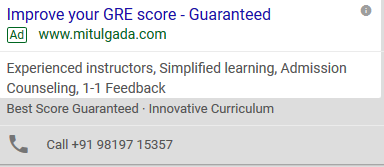 Improve your GRE score - Guaranteed
Ad www.mitulgada.com
Experienced instructors, Simplified learning, Admission
Counseling, 1-1 Feedback
Best Score Guaranteed · Innovative Curriculum
Call +91 98197 15357